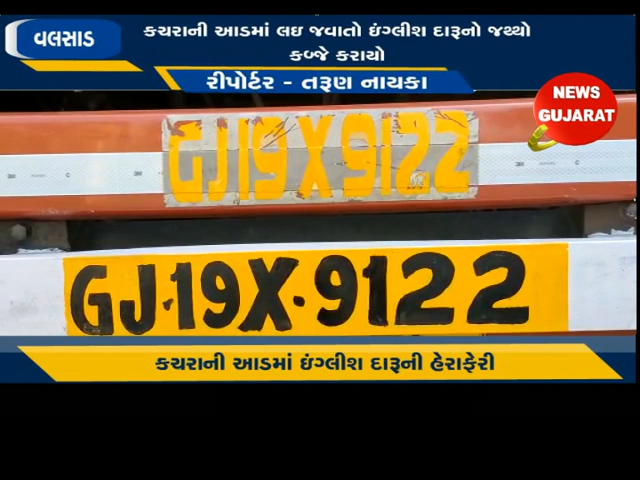 વલસાડ
કચરાની આડમાં લઇ જવાતો ઇંગ્લીશ દારૂનો જથ્થો
કબ્જે કરાયો
રીપોર્ટર - તરૂણ નાયકા
NEWS
GUJARAT
GJ19X9122
GJ-19X-9122
કચરાની આડમાં ઇંગ્લીશ દારૂની હેરાફેરી